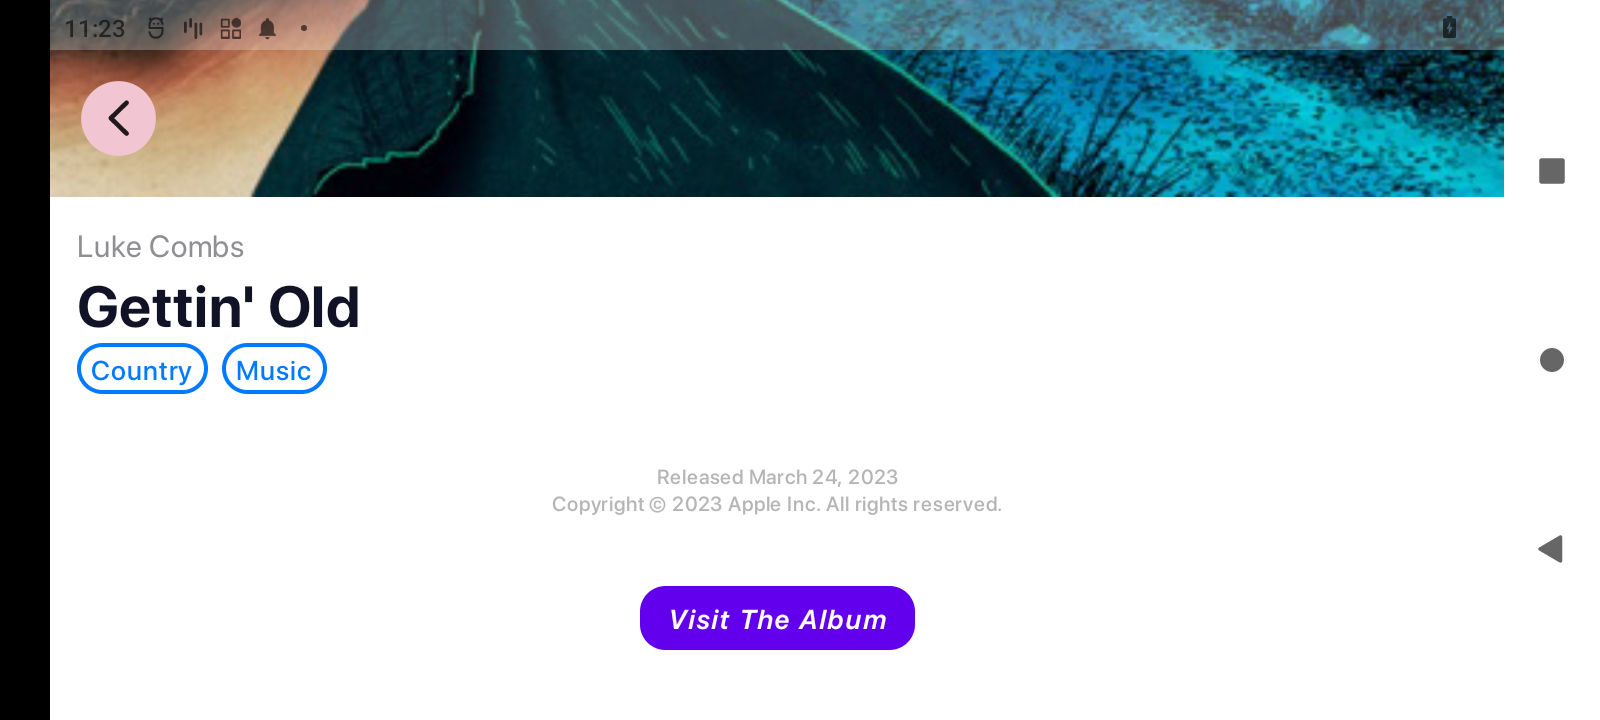 11:23
Luke Combs
Gettin' Old
Country Music
Released March 24, 2023
Copyright © 2023 Apple Inc. All rights reserved.
Visit The Album